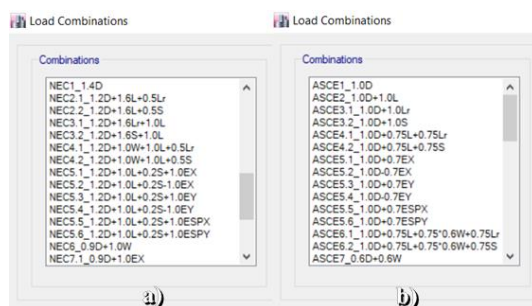 Load Combinations
Combinations
NEC1_1.4D
NEC2.1_1.2D+1.6L+0.5Lr
NEC2.2_1.2D+1.6L+0.5S
NEC3.1_1.2D+1.6Lr+1.0L
NEC3.2_1.2D+1.6S+1.0L
NEC4.1_1.2D+1.0W+1.0L+0.5Lr
NEC4.2_1.2D+1.0W+1.0L+0.5S
NEC5.1_1.2D+1.0L+0.2S+1.0EX
NEC5.2_1.2D+1.0L+0.2S-1.0EX
NEC5.3_1.2D+1.0L+0.2S+1.0EY
NEC5.4_1.2D+1.0L+0.2S-1.0EY
NEC5.5_1.2D+1.0L+0.2S+1.0ESPX
NEC5.6_1.2D+1.0L+0.2S+1.0ESPY
NEC6_0.9D+1.0W
NEC7.1_0.9D+1.0EX
a)
Load Combinations
Combinations
ASCE1_1.0D
ASCE2_1.0D+1.0L
ASCE3.1_1.0D+1.0Lr
ASCE3.2_1.0D+1.0S
ASCE4.1_1.0D+0.75L+0.75Lr
ASCE4.2_1.0D+0.75L+0.75S
ASCE5.1_1.0D+0.7EX
ASCE5.2_1.0D-0.7EX
ASCE5.3_1.0D+0.7EY
ASCE5.4_1.0D-0.7EY
ASCE5.5_1.0D+0.7ESPX
ASCE5.6_1.0D+0.7ESPY
ASCE6.1_1.0D+0.75L+0.75*0.6W+0.75Lr
ASCE6.2_1.0D+0.75L+0.75*0.6W+0.75S
ASCE7_0.6D+0.6W
b)